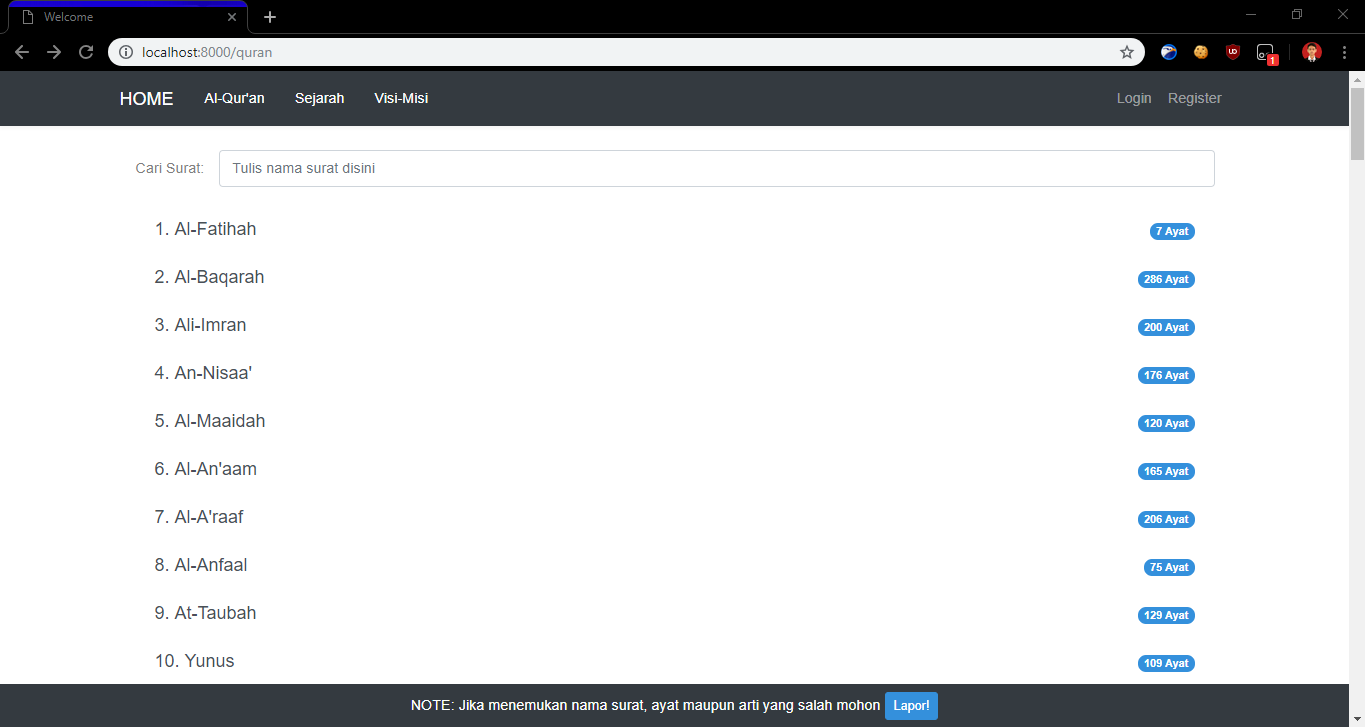 Welcome
localhost:8000/quran
1
HOME Al-Qur'an Sejarah Visi-Misi Login Register
Cari Surat: Tulis nama surat disini
1. Al-Fatihah 7 Ayat
2. Al-Baqarah 286 Ayat
3. Ali-Imran 200 Ayat
4. An-Nisaa' 176 Ayat
5. Al-Maaidah 120 Ayat
6. Al-An'aam 165 Ayat
7. Al-A'raaf 206 Ayat
8. Al-Anfaal 75 Ayat
9. At-Taubah 129 Ayat
10. Yunus 109 Ayat
NOTE: Jika menemukan nama surat, ayat maupun arti yang salah mohon Lapor!